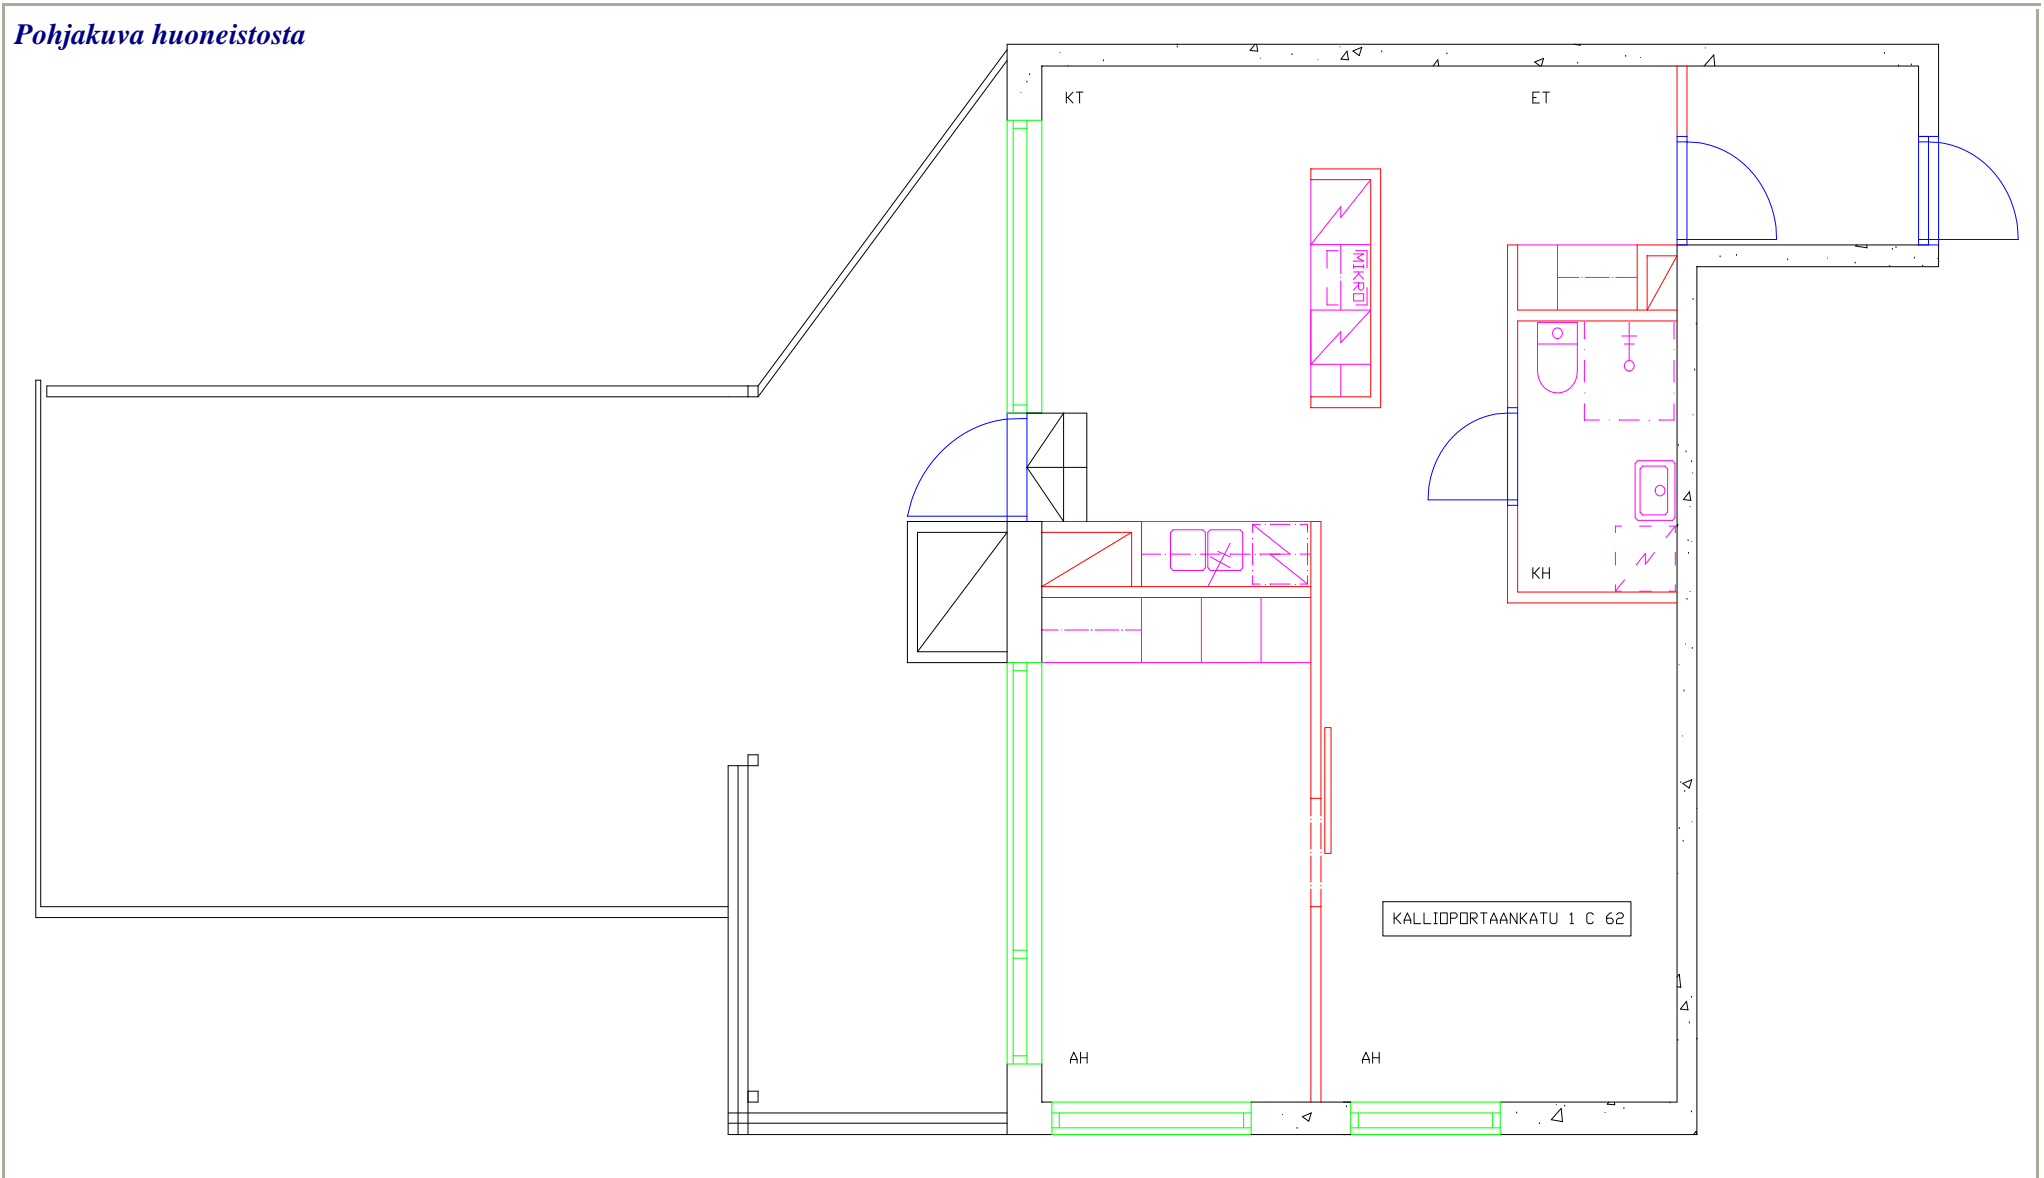 Pohjakuva huoneistosta
KT
ET
MIKRO
KH
KALLIOPORTAANKATU 1 C 62
AH
AH